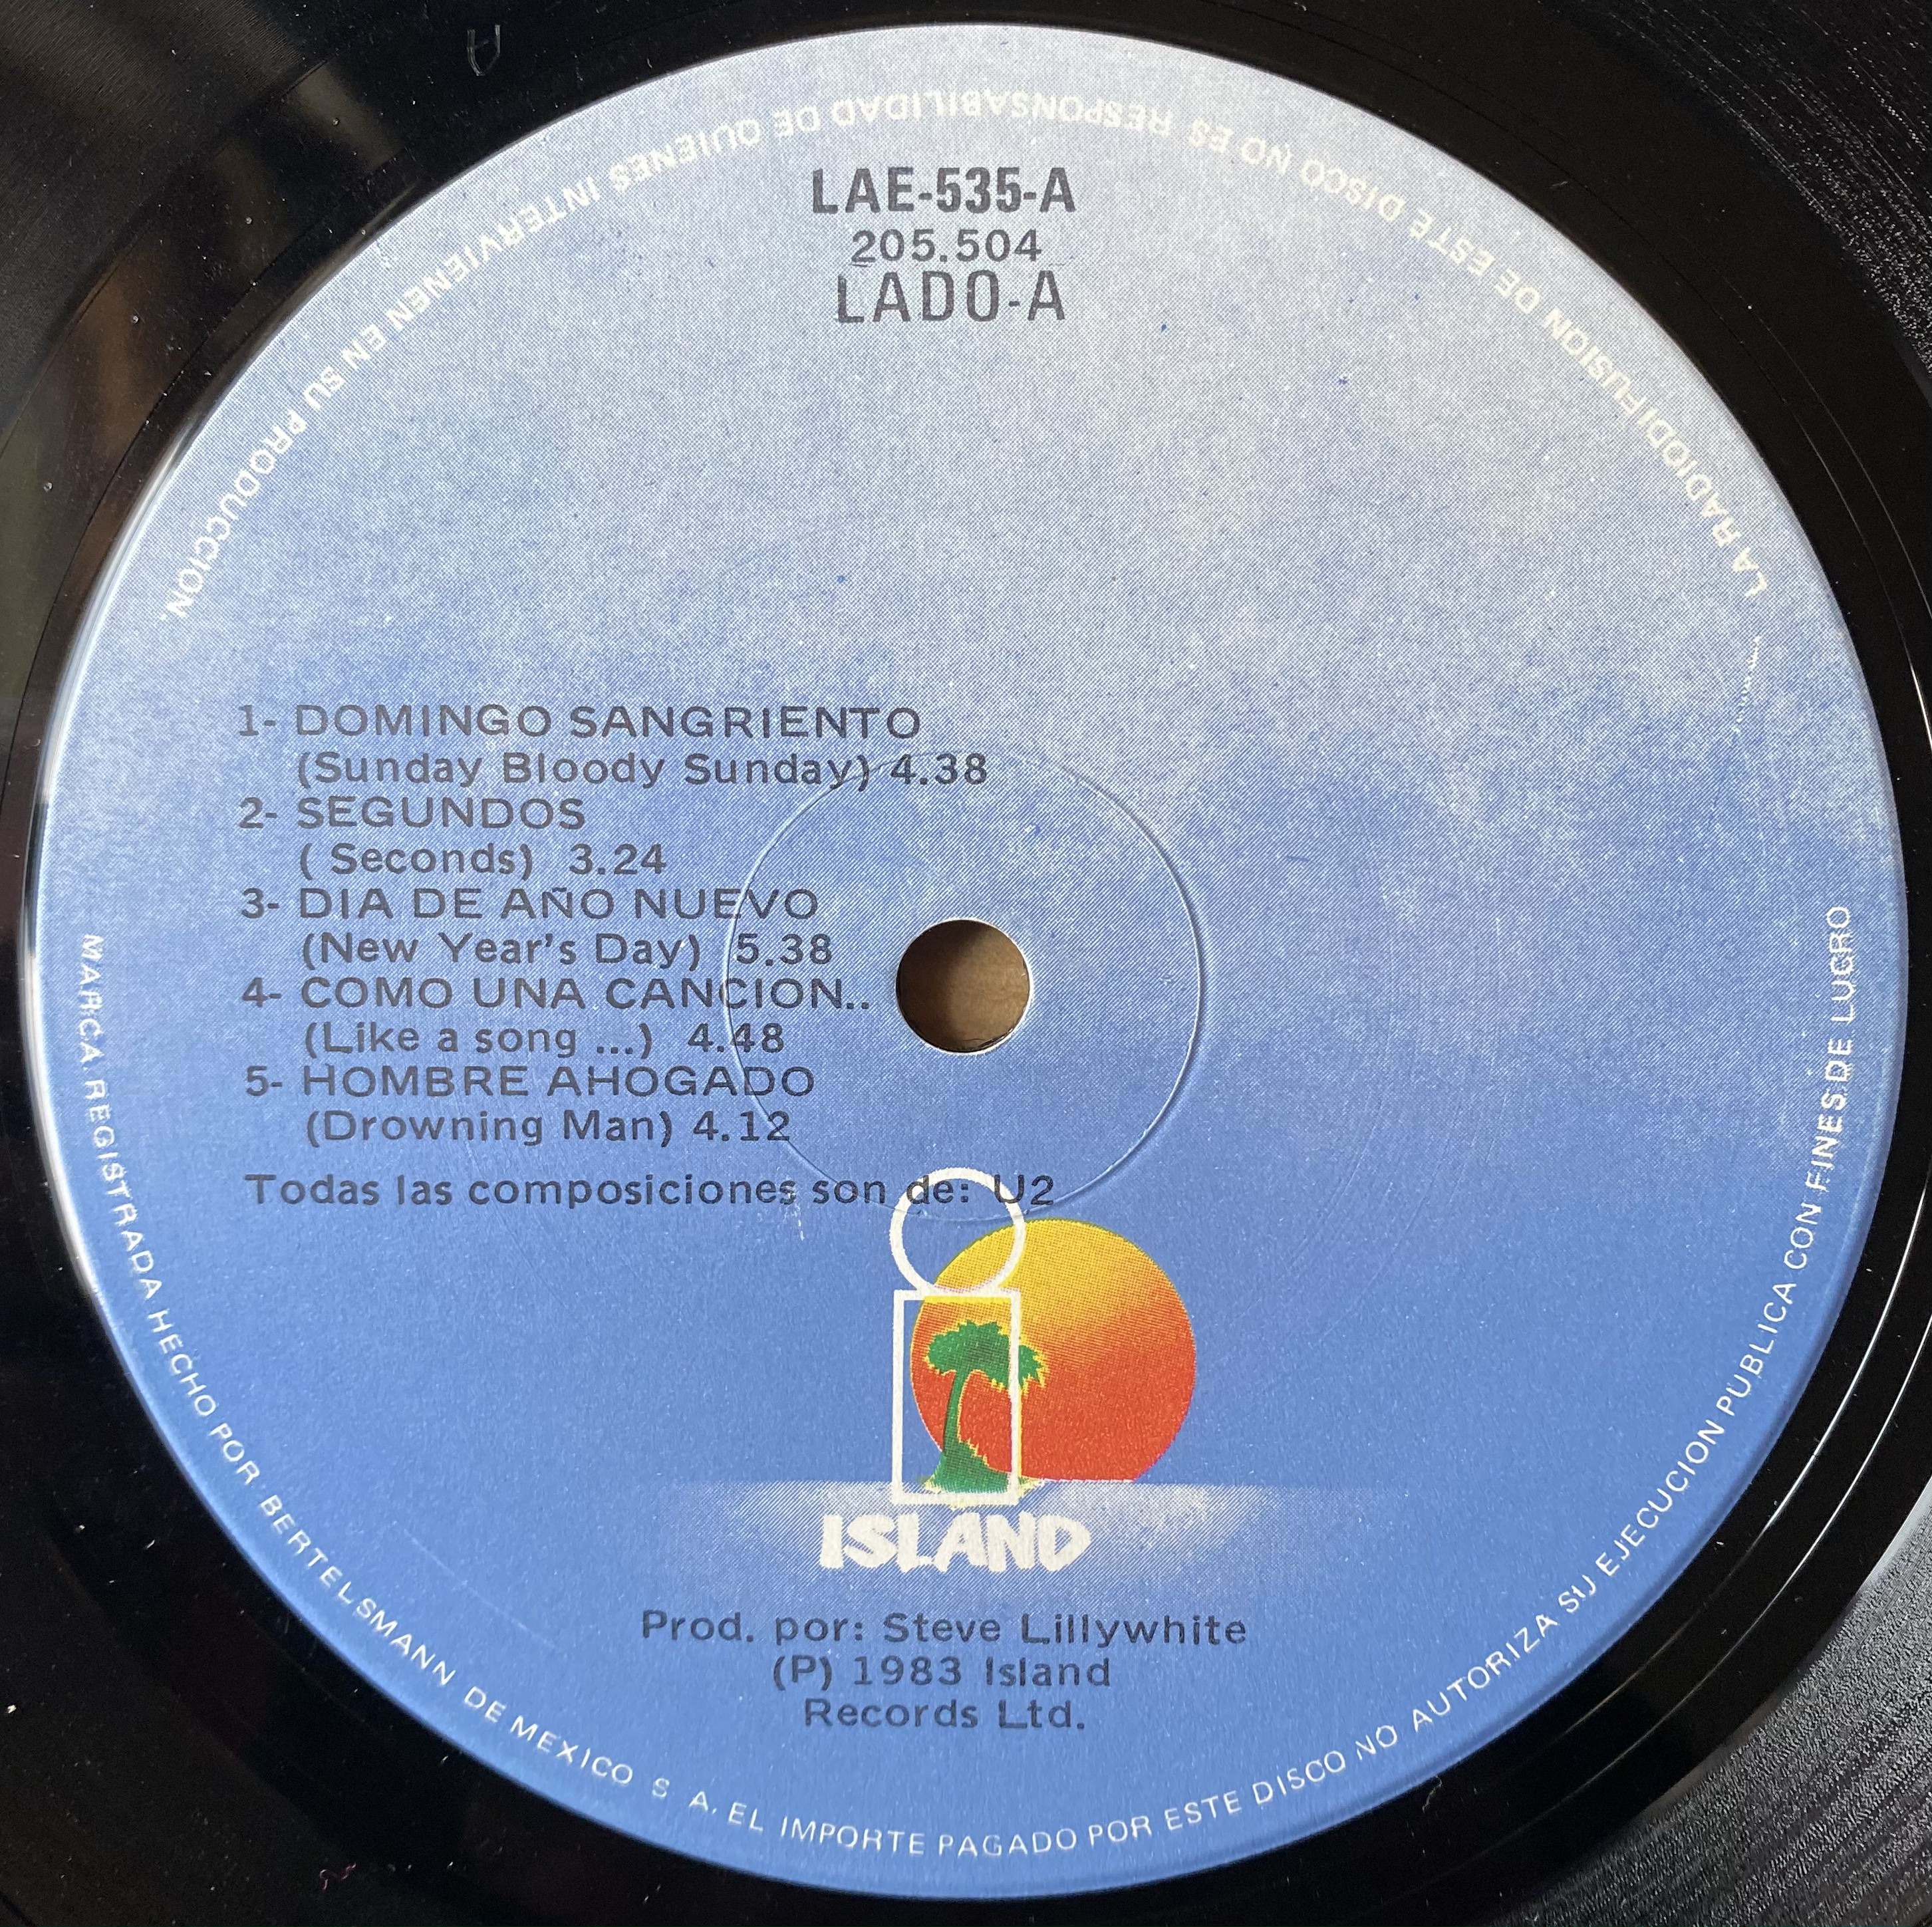 LA RADIODIFUSION DE ESTE DISCO NO ES RESPONSABILIDAD DE QUIENES INTERVIENEN EN SU PRODUCCION.
LAE-535-A
205.504
LADO-A
1- DOMINGO SANGRIENTO
(Sunday Bloody Sunday) 4.38
2- SEGUNDOS
( Seconds) 3.24
3- DIA DE AÑO NUEVO
(New Year's Day) 5.38
4- COMO UNA CANCION..
(Like a song ...) 4.48
5- HOMBRE AHOGADO
(Drowning Man) 4.12
Todas las composiciones son de: U2
ISLAND
Prod. por: Steve Lillywhite
(P) 1983 Island
Records Ltd.
MARCA REGISTRADA HECHO POR BERTELSMANN DE MEXICO S A. EL IMPORTE PAGADO POR ESTE DISCO NO AUTORIZA SU EJECUCION PUBLICA CON FINES DE LUCRO